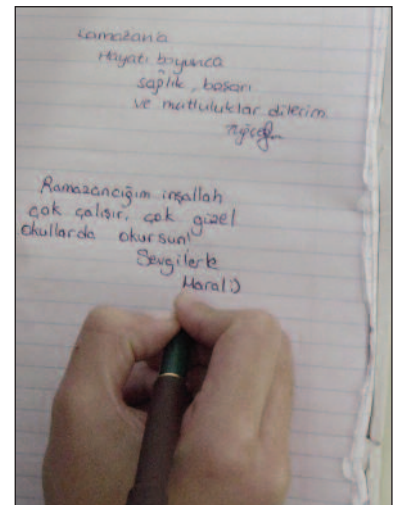 Ramazan'a
Hayatı boyunca
sağlık, başarı
ve mutluluklar dilerim
Ramazancığım inşallah
çok çalışır, çok güzel
okullarda okursun!
Sevgilerle
Maral:)